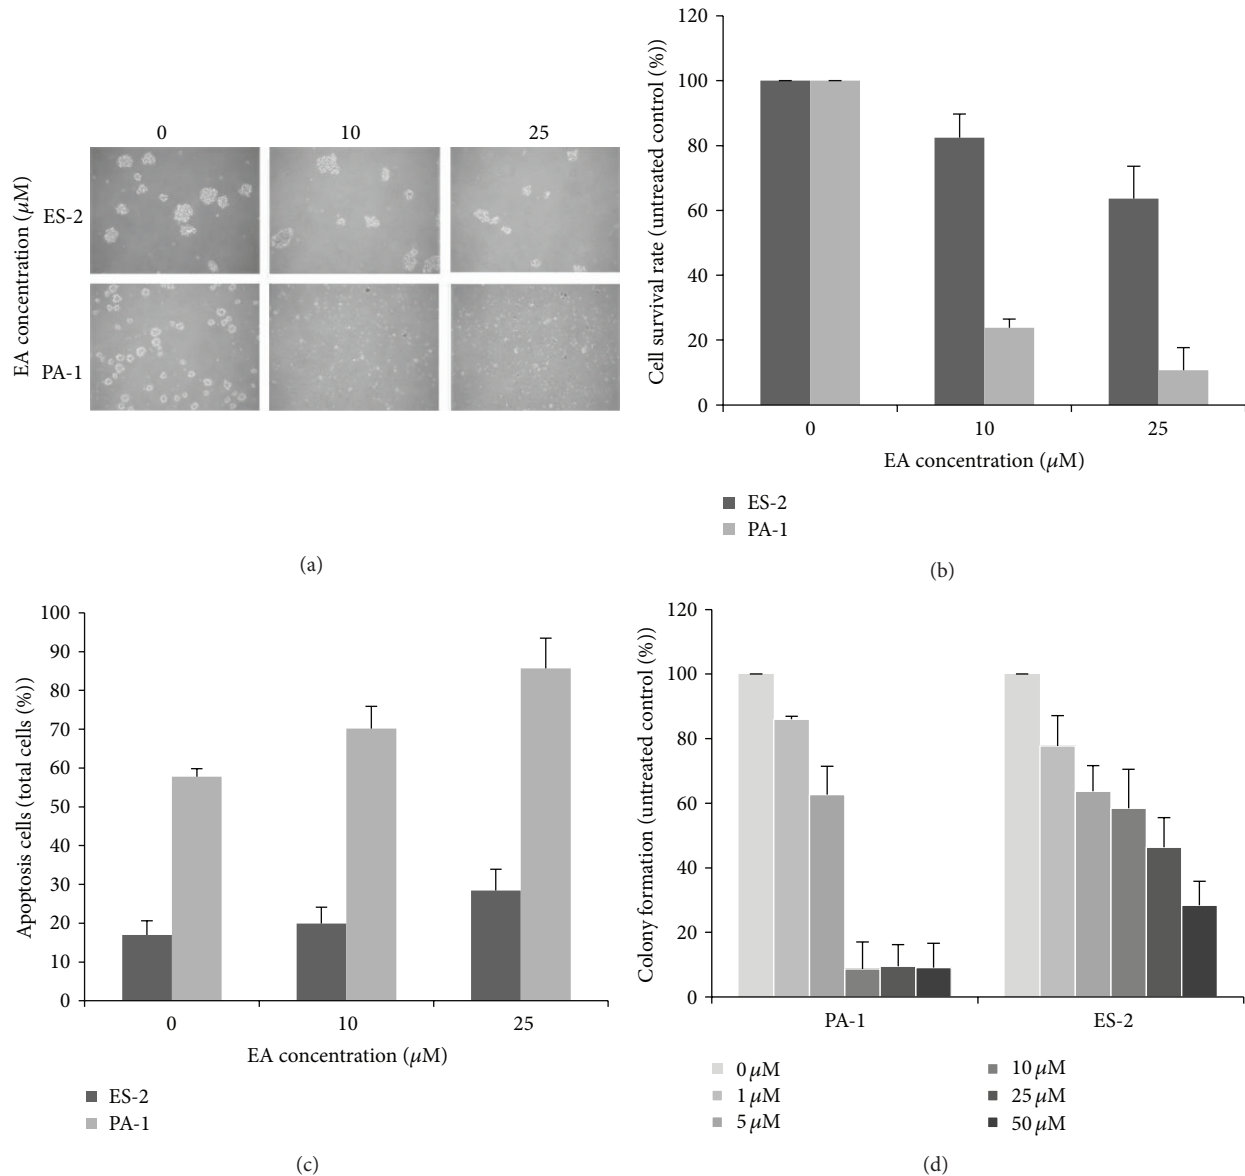 0 10 25
EA concentration (μM)
ES-2
PA-1
(a)
Cell survival rate (untreated control (%))
120
100
80
60
40
20
0
0 10 25
EA concentration (μM)
ES-2
PA-1
(b)
Apoptosis cells (total cells (%))
100
90
80
70
60
50
40
30
20
10
0
0 10 25
EA concentration (μM)
ES-2
PA-1
(c)
Colony formation (untreated control (%))
120
100
80
60
40
20
0
PA-1 ES-2
0 μM
1 μM
5 μM
10 μM
25 μM
50 μM
(d)